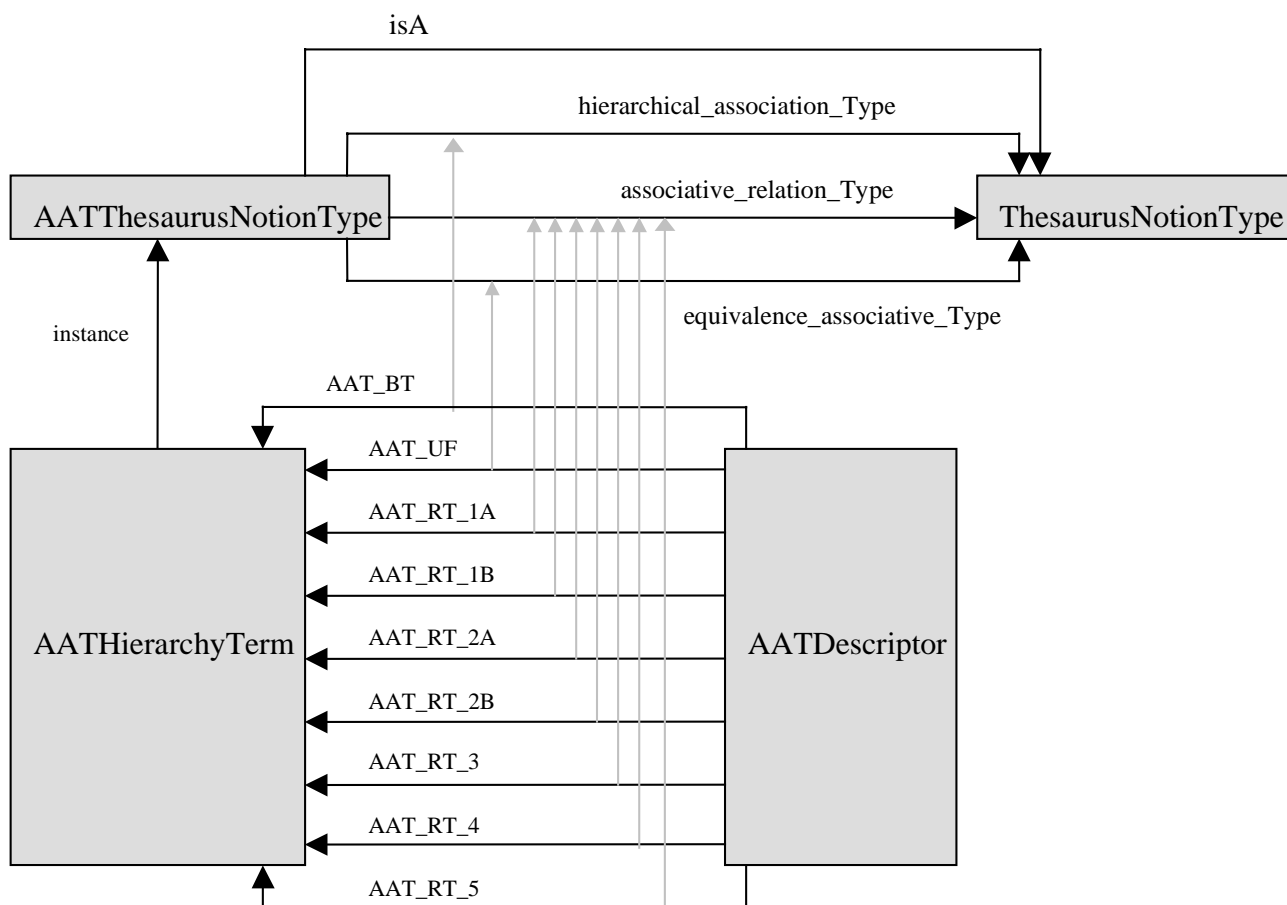 isA
hierarchical_association_Type
associative_relation_Type
AATThesaurusNotionType
ThesaurusNotionType
equivalence_associative_Type
instance
AAT_BT
AAT_UF
AAT_RT_1A
AAT_RT_1B
AATHierarchyTerm
AAT_RT_2A
AATDescriptor
AAT_RT_2B
AAT_RT_3
AAT_RT_4
AAT_RT_5